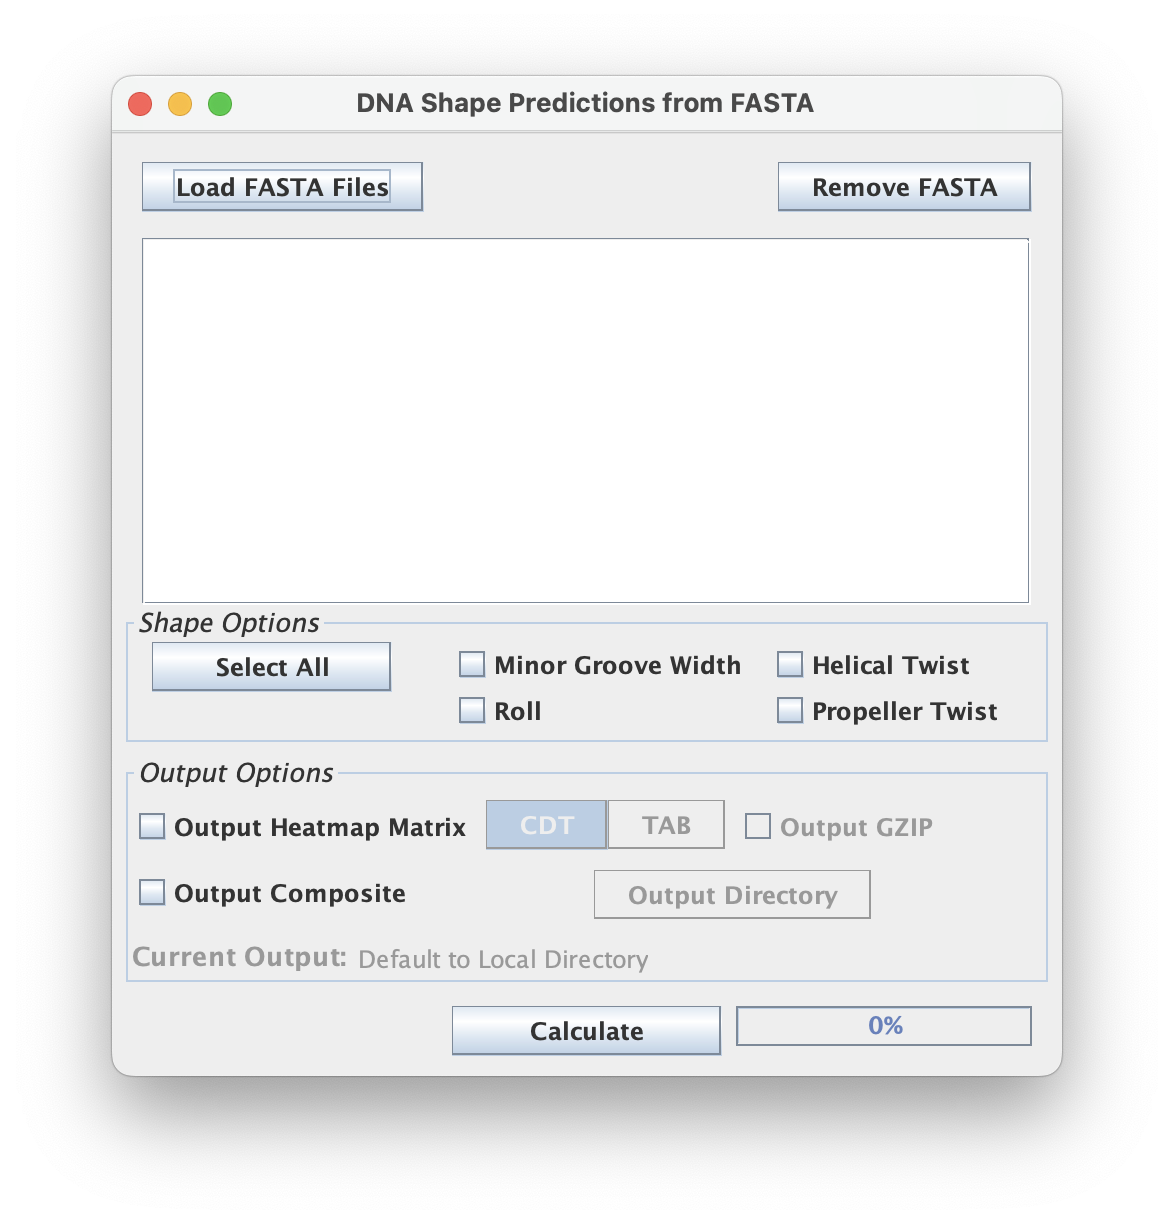 DNA Shape Predictions from FASTA
Load FASTA Files
Remove FASTA
Shape Options
Select All
Minor Groove Width
Helical Twist
Roll
Propeller Twist
Output Options
Output Heatmap Matrix
CDT
TAB
Output GZIP
Output Composite
Output Directory
Current Output: Default to Local Directory
Calculate
0%